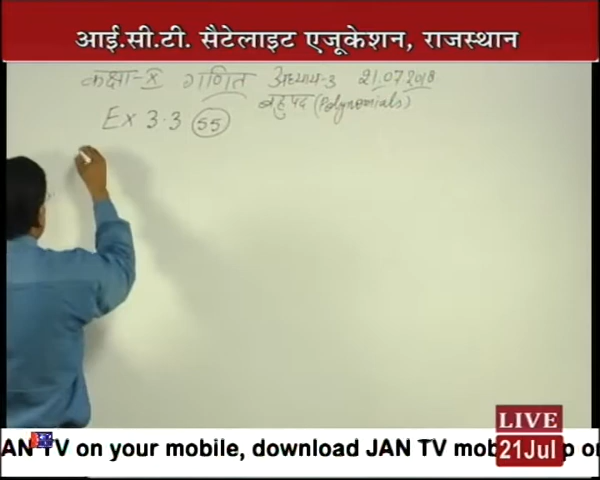 आई.सी.टी. सैटेलाइट एजूकेशन, राजस्थान
कक्षा-X गणित अध्याय-3 21.07.2018
बहुपद (Polynomials)
Ex 3.3 55
LIVE
21Jul
AN TV on your mobile, download JAN TV mob p o